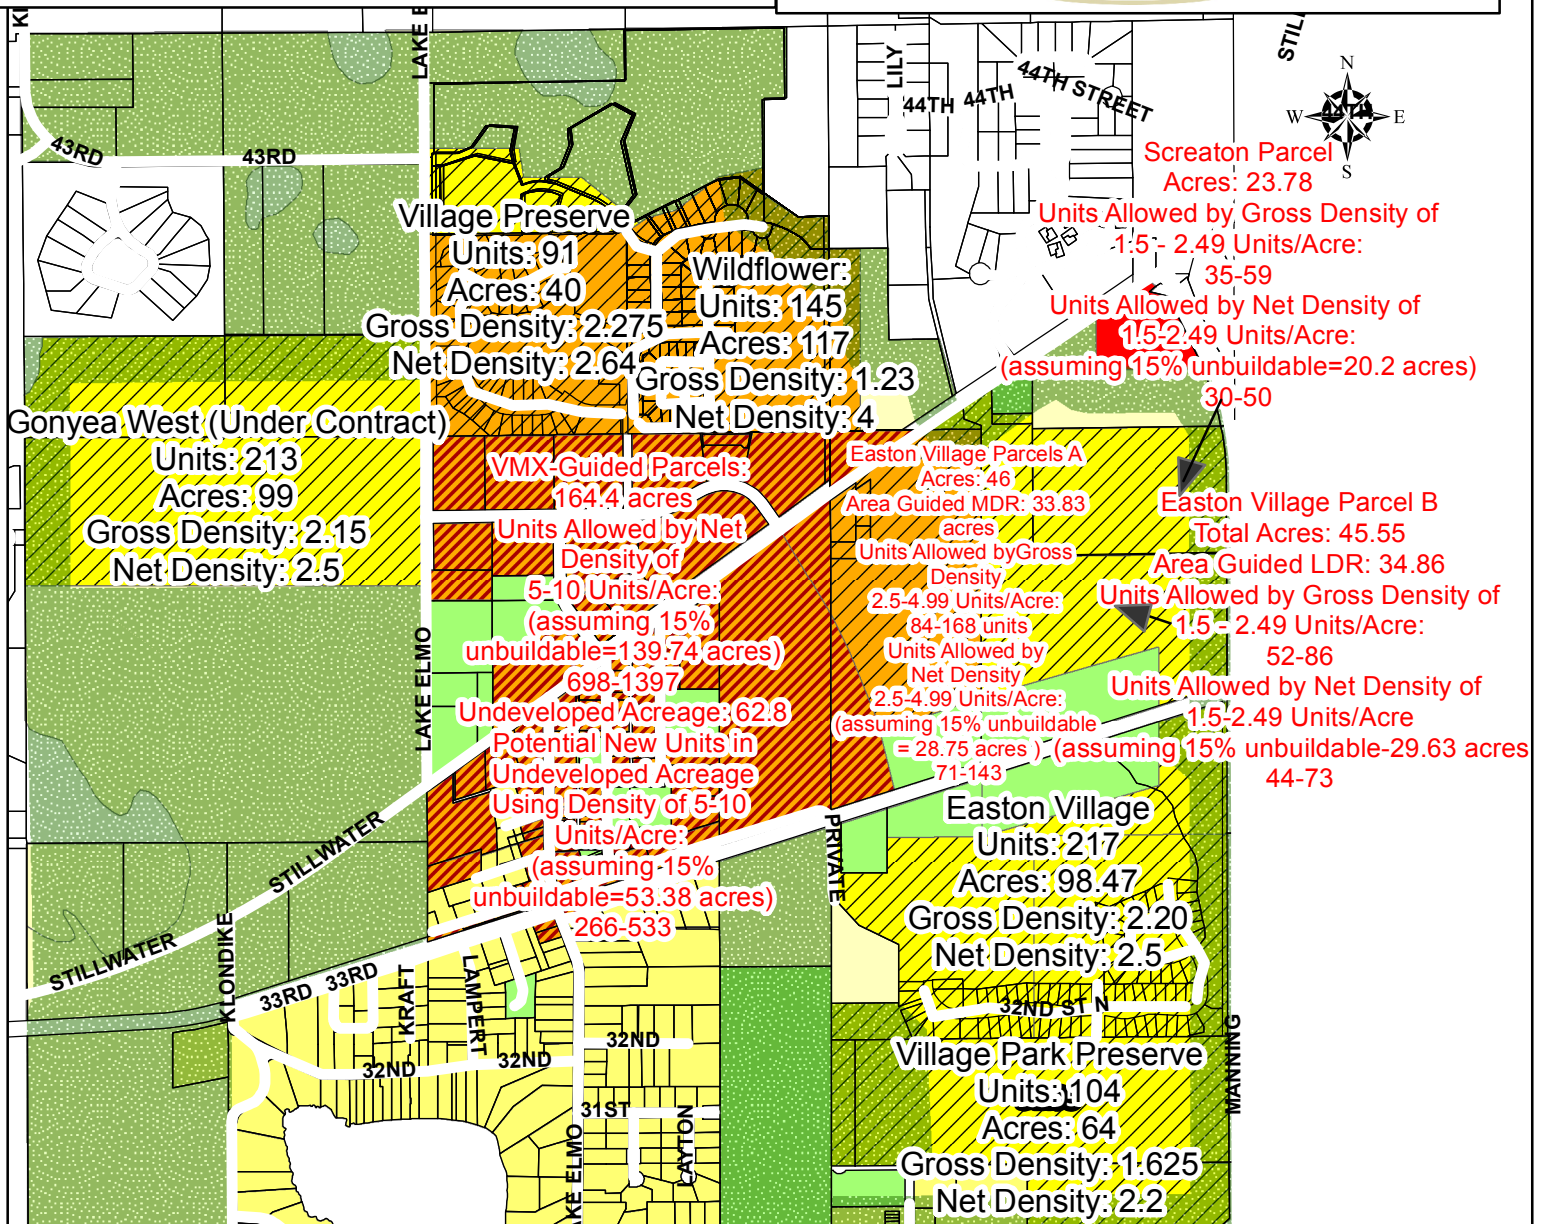 LAKE E
LILY
44TH
44TH
44TH STREET
STIL
N
W
44TH
E
S
43RD
43RD
Screaton Parcel
Acres: 23.78
Units Allowed by Gross Density of
1.5 - 2.49 Units/Acre:
35-59
Units Allowed by Net Density of
1.5-2.49 Units/Acre:
(assuming 15% unbuildable=20.2 acres)
30-50
Village Preserve
Units: 91
Acres: 40
Gross Density: 2.275
Net Density: 2.64
Wildflower:
Units: 145
Acres: 117
Gross Density: 1.23
Net Density: 4
Gonyea West (Under Contract)
Units: 213
Acres: 99
Gross Density: 2.15
Net Density: 2.5
VMX-Guided Parcels:
164.4 acres
Units Allowed by Net
Density of
5-10 Units/Acre:
(assuming 15%
unbuildable=139.74 acres)
698-1397
Undeveloped Acreage: 62.8
Potential New Units in
Undeveloped Acreage
Using Density of 5-10
Units/Acre:
(assuming 15%
unbuildable=53.38 acres)
266-533
Easton Village Parcels A
Acres: 46
Area Guided MDR: 33.83
acres
Units Allowed byGross
Density
2.5-4.99 Units/Acre:
84-168 units
Units Allowed by
Net Density
2.5-4.99 Units/Acre:
(assuming 15% unbuildable
= 28.75 acres )
71-143
Easton Village Parcel B
Total Acres: 45.55
Area Guided LDR: 34.86
Units Allowed by Gross Density of
1.5 - 2.49 Units/Acre:
52-86
Units Allowed by Net Density of
1.5-2.49 Units/Acre
(assuming 15% unbuildable-29.63 acres
44-73
LAKE ELMO
Easton Village
Units: 217
Acres: 98.47
Gross Density: 2.20
Net Density: 2.5
PRIVATE
STILLWATER
STILLWATER
KLONDIKE
33RD
33RD
KRAFT
LAMPERT
32ND
32ND
32ND
31ST
LAYTON
AKE ELMO
32ND ST N
MANNING
Village Park Preserve
Units: 104
Acres: 64
Gross Density: 1.625
Net Density: 2.2